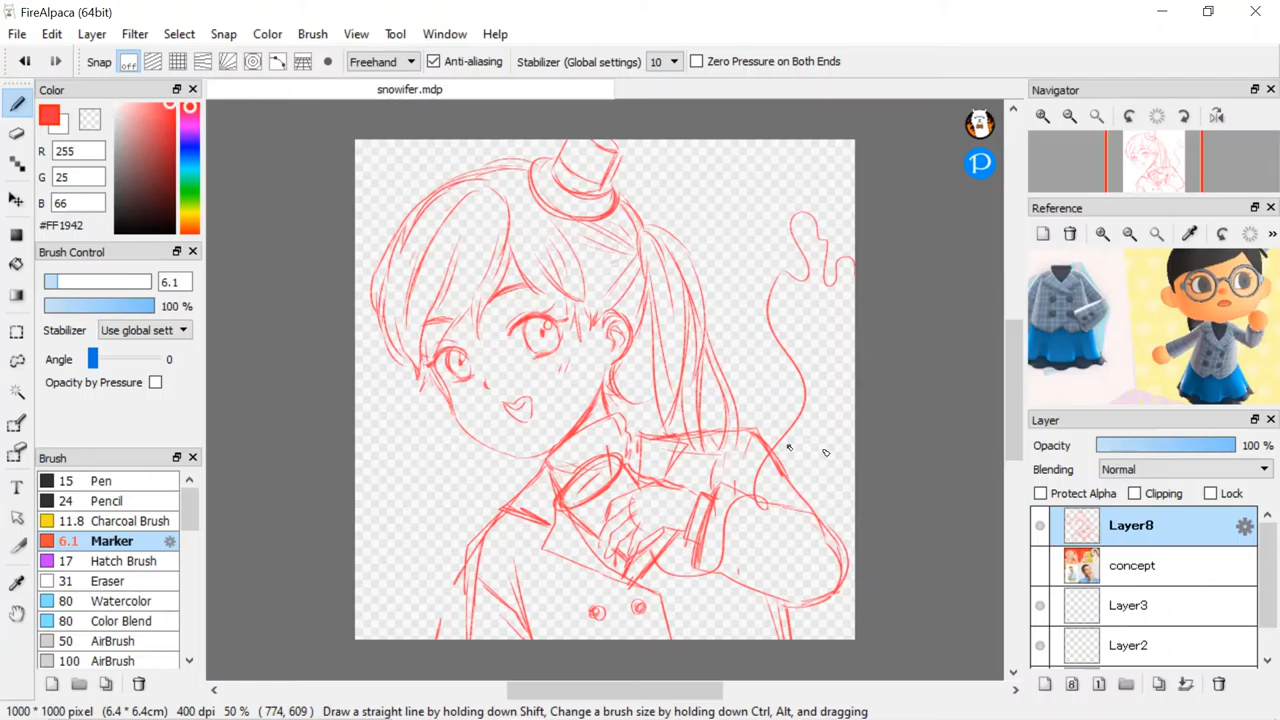 FireAlpaca (64bit)
File Edit Layer Filter Select Snap Color Brush View Tool Window Help
Snap off Freehand Anti-aliasing Stabilizer (Global settings) 10 Zero Pressure on Both Ends
Color
snowifer.mdp
Navigator
R 255
G 25
B 66
#FF1942
Reference
Brush Control
6.1
100 %
Stabilizer Use global sett
Angle 0
Opacity by Pressure
Layer
Opacity 100 %
Blending Normal
Protect Alpha Clipping Lock
Brush
15 Pen
24 Pencil
11.8 Charcoal Brush
6.1 Marker
17 Hatch Brush
31 Eraser
80 Watercolor
80 Color Blend
50 AirBrush
100 AirBrush
Layer8
concept
Layer3
Layer2
8 1
T
P
1000 * 1000 pixel (6.4 * 6.4cm) 400 dpi 50 % ( 774, 609 ) Draw a straight line by holding down Shift, Change a brush size by holding down Ctrl, Alt, and dragging